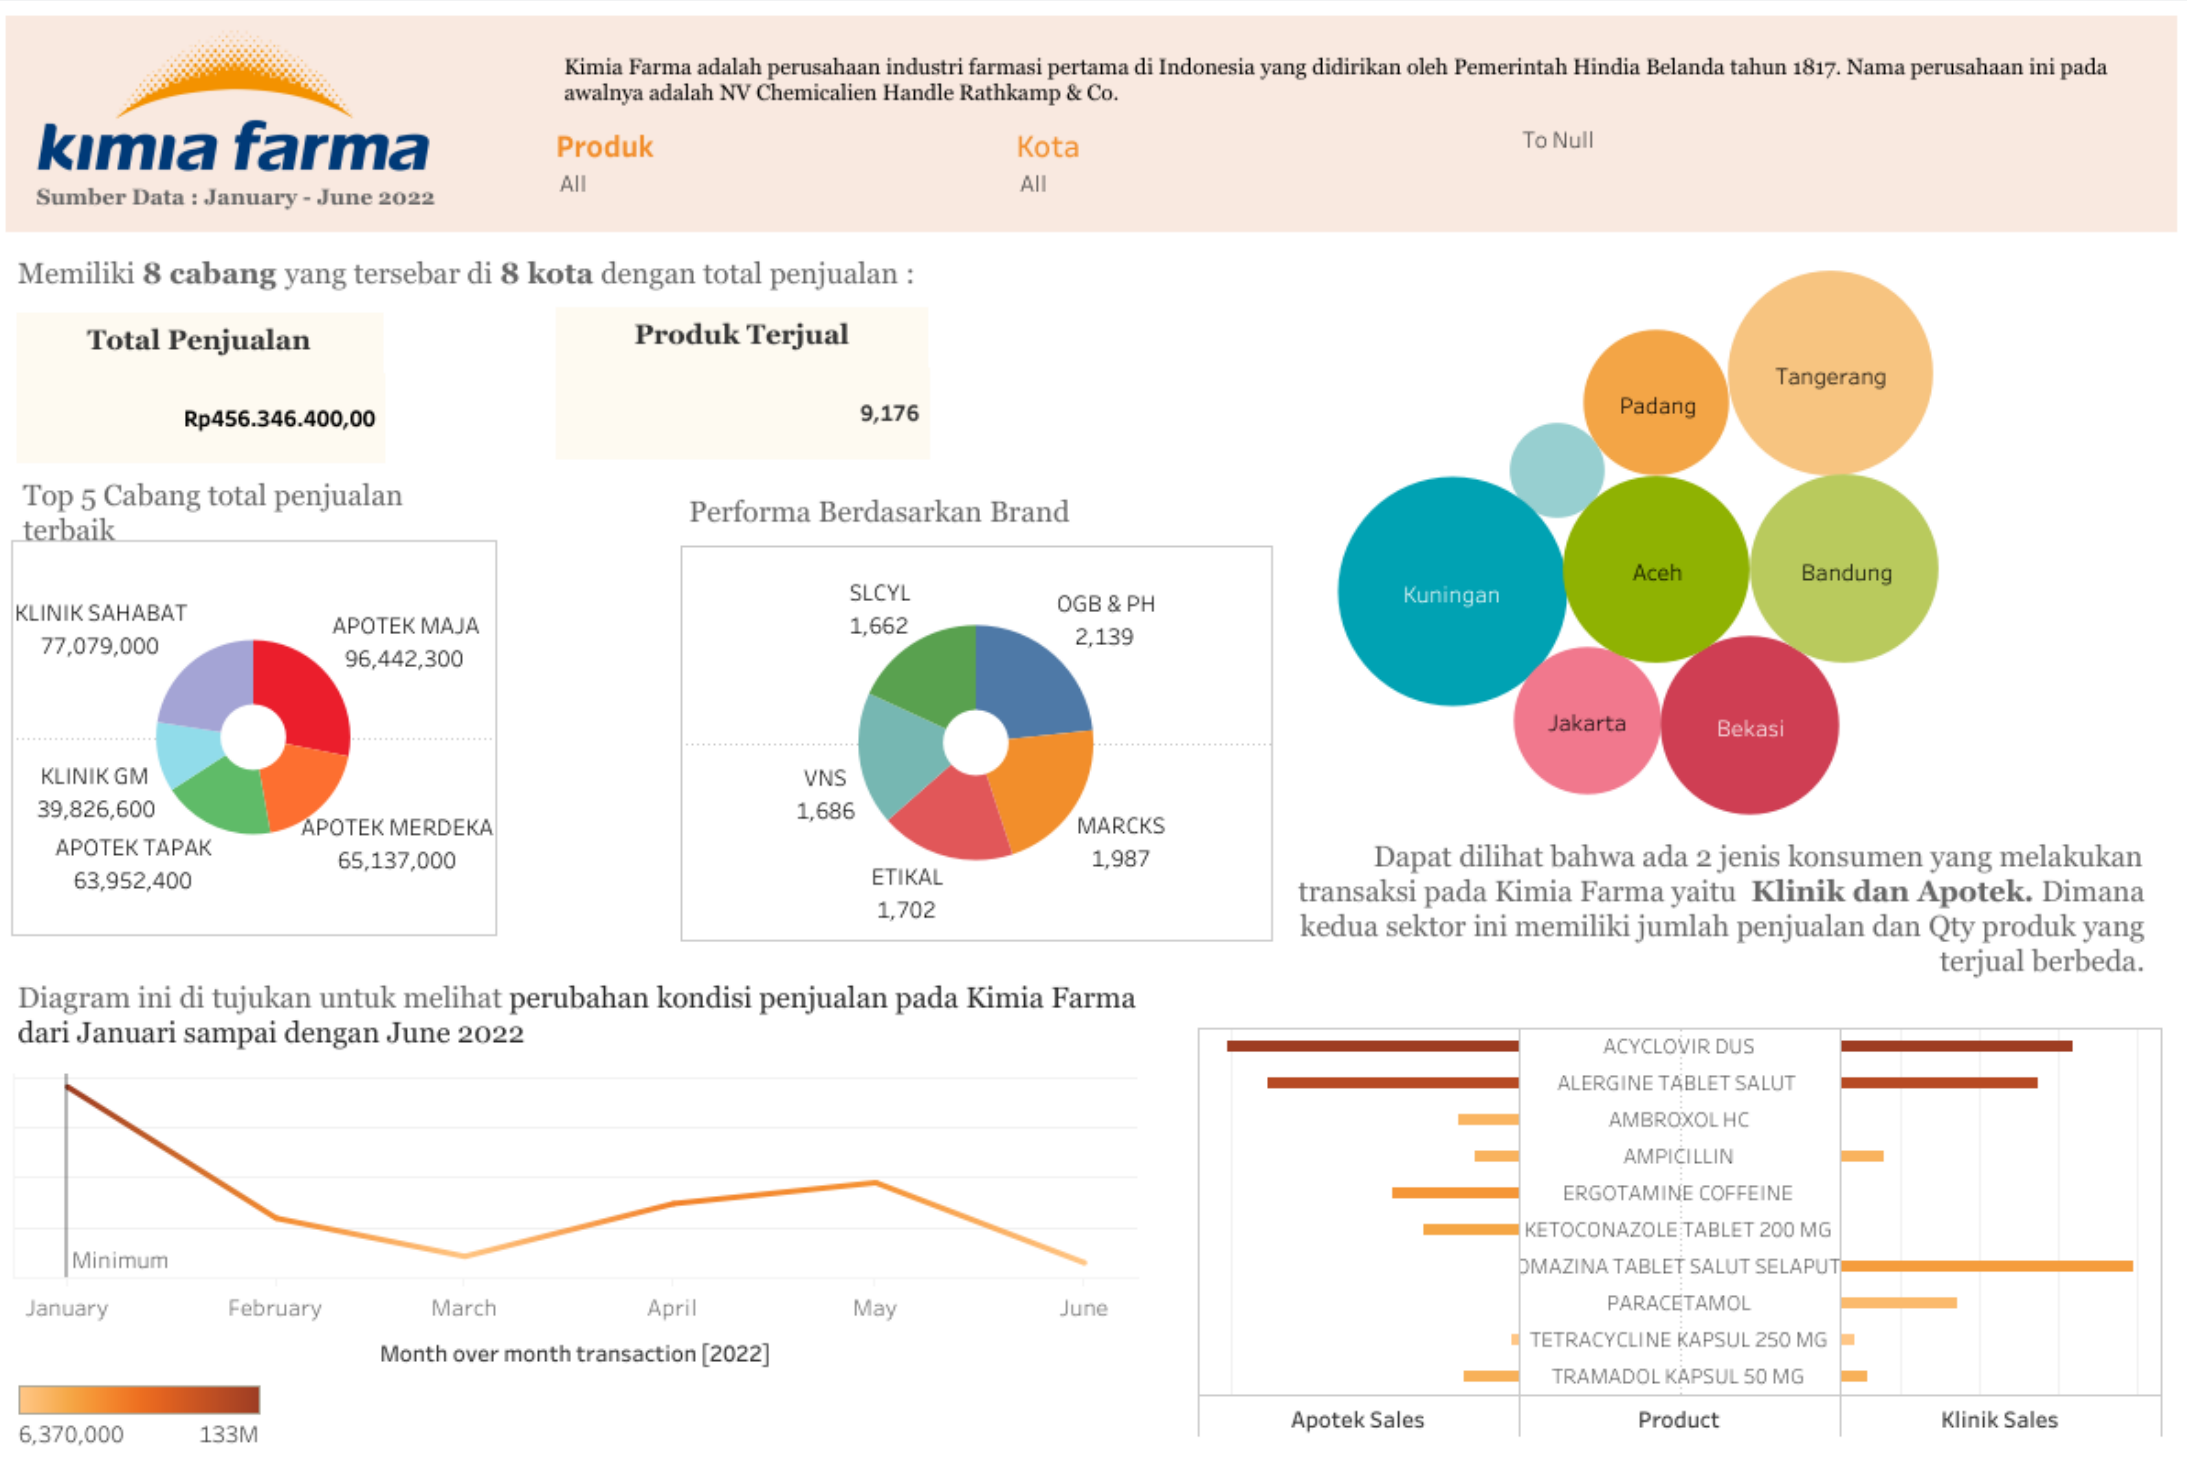 Kimia Farma adalah perusahaan industri farmasi pertama di Indonesia yang didirikan oleh Pemerintah Hindia Belanda tahun 1817. Nama perusahaan ini pada
awalnya adalah NV Chemicalien Handle Rathkamp & Co.
kimia farma
Sumber Data : January - June 2022
Produk
All
Kota
All
To Null
Memiliki 8 cabang yang tersebar di 8 kota dengan total penjualan :
Total Penjualan
Rp456.346.400,00
Produk Terjual
9,176
Top 5 Cabang total penjualan
terbaik
KLINIK SAHABAT
77,079,000
APOTEK MAJA
96,442,300
KLINIK GM
39,826,600
APOTEK TAPAK
63,952,400
APOTEK MERDEKA
65,137,000
Performa Berdasarkan Brand
SLCYL
1,662
OGB & PH
2,139
VNS
1,686
MARCKS
1,987
ETIKAL
1,702
Tangerang
Padang
Kuningan
Aceh
Bandung
Jakarta
Bekasi
Dapat dilihat bahwa ada 2 jenis konsumen yang melakukan
transaksi pada Kimia Farma yaitu Klinik dan Apotek. Dimana
kedua sektor ini memiliki jumlah penjualan dan Qty produk yang
terjual berbeda.
Diagram ini di tujukan untuk melihat perubahan kondisi penjualan pada Kimia Farma
dari Januari sampai dengan June 2022
Minimum
January
February
March
April
May
June
Month over month transaction [2022]
6,370,000
133M
ACYCLOVIR DUS
ALERGINE TABLET SALUT
AMBROXOL HC
AMPICILLIN
ERGOTAMINE COFFEINE
KETOCONAZOLE TABLET 200 MG
OMAZINA TABLET SALUT SELAPUT
PARACETAMOL
TETRACYCLINE KAPSUL 250 MG
TRAMADOL KAPSUL 50 MG
Apotek Sales
Product
Klinik Sales